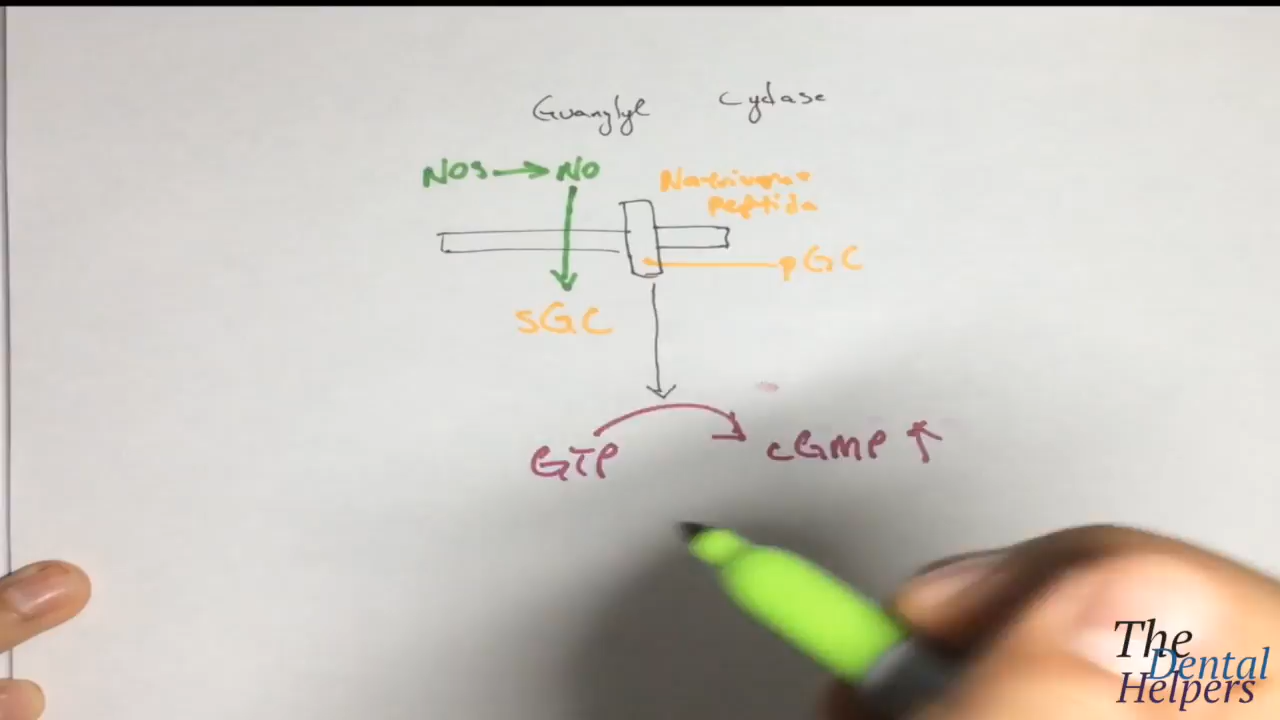 Guanylyl cyclase
NOS NO
Natriuretic
peptide
pGC
sGC
GTP cGMP
The
Dental
Helpers